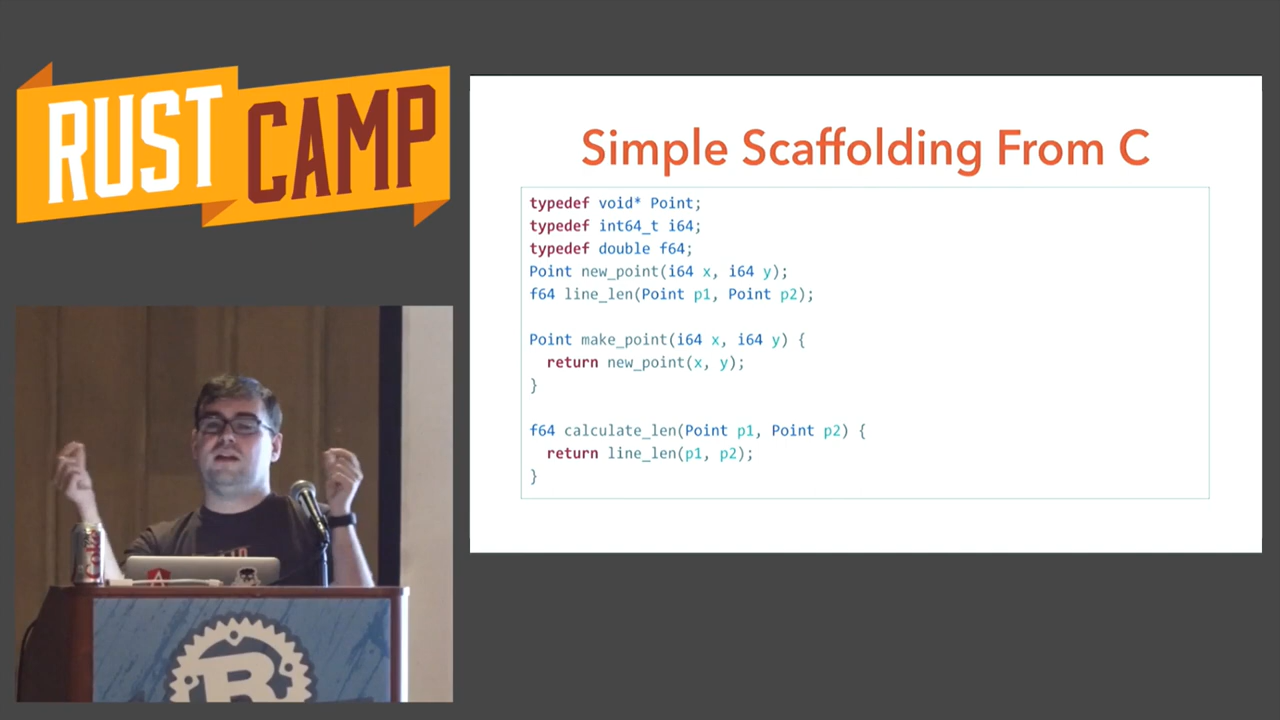 RUST CAMP
Simple Scaffolding From C
typedef void* Point;
typedef int64_t i64;
typedef double f64;
Point new_point(i64 x, i64 y);
f64 line_len(Point p1, Point p2);
Point make_point(i64 x, i64 y) {
return new_point(x, y);
}
f64 calculate_len(Point p1, Point p2) {
return line_len(p1, p2);
}
Coke
R